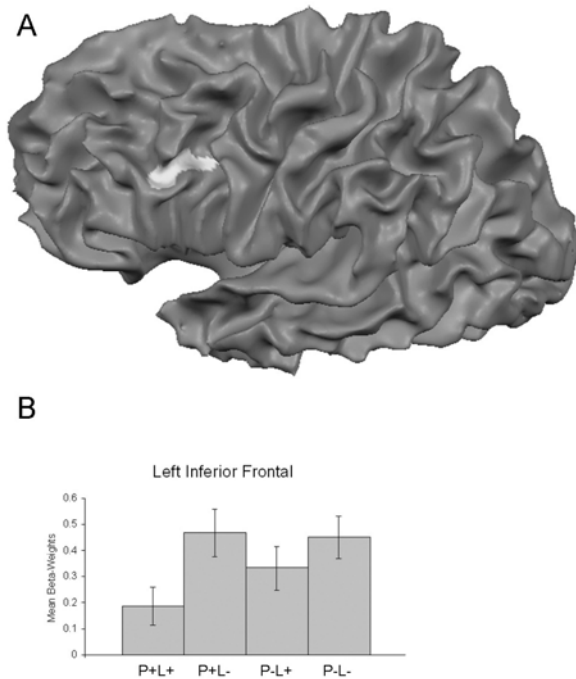 A
B
Left Inferior Frontal
Mean Beta-Weights
0.6
0.5
0.4
0.3
0.2
0.1
0
P+L+ P+L- P-L+ P-L-